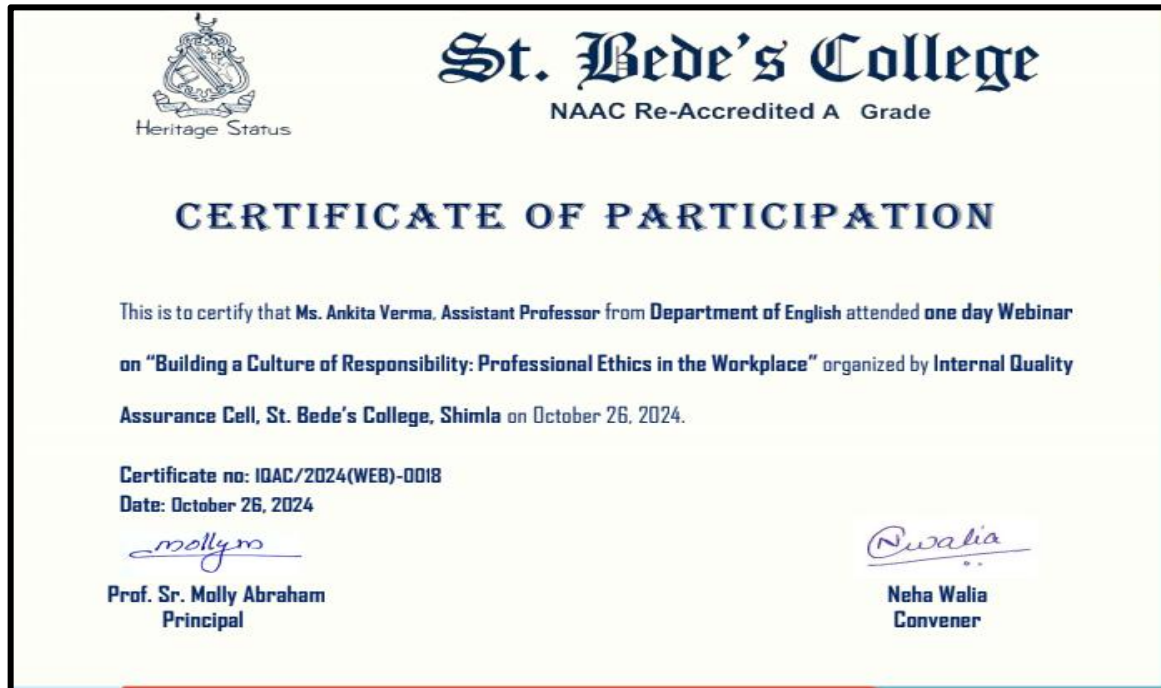 St. Bede's College
NAAC Re-Accredited A Grade
Heritage Status
CERTIFICATE OF PARTICIPATION
This is to certify that Ms. Ankita Verma, Assistant Professor from Department of English attended one day Webinar
on "Building a Culture of Responsibility: Professional Ethics in the Workplace" organized by Internal Quality
Assurance Cell, St. Bede's College, Shimla on October 26, 2024.
Certificate no: IQAC/2024(WEB)-0018
Date: October 26, 2024
mollym
Nwalia
Prof. Sr. Molly Abraham
Neha Walia
Principal
Convener